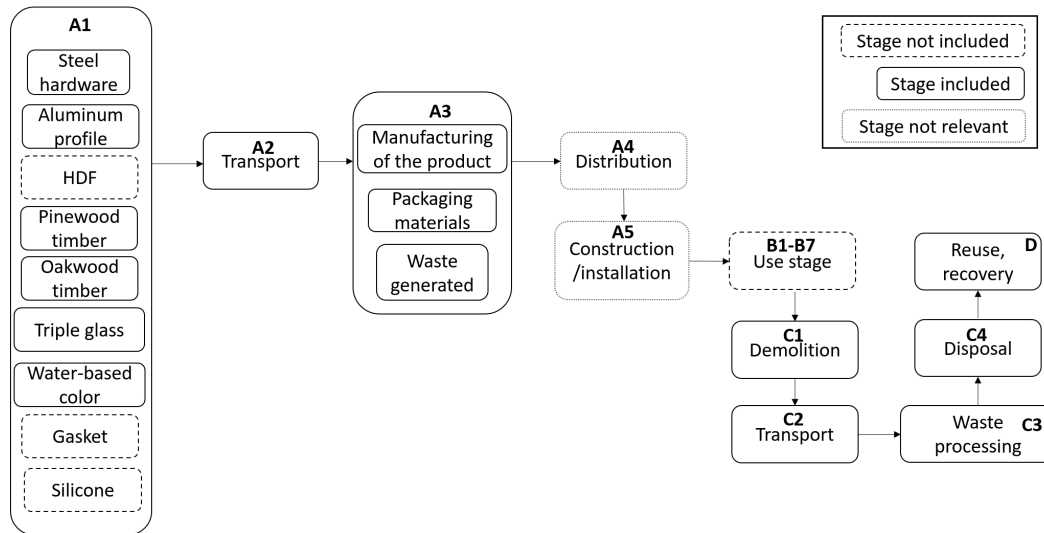 A1
Steel
hardware
Aluminum
profile
HDF
Pinewood
timber
Oakwood
timber
Triple glass
Water-based
color
Gasket
Silicone
A2
Transport
A3
Manufacturing
of the product
Packaging
materials
Waste
generated
A4
Distribution
A5
Construction
/installation
B1-B7
Use stage
C1
Demolition
C2
Transport
Waste C3
processing
C4
Disposal
Reuse, D
recovery
Stage not included
Stage included
Stage not relevant